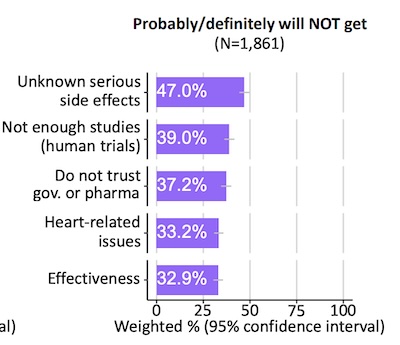 Probably/definitely will NOT get
(N=1,861)
Unknown serious
side effects
47.0%
Not enough studies
(human trials)
39.0%
Do not trust
gov. or pharma
37.2%
Heart-related
issues
33.2%
Effectiveness
32.9%
0 25 50 75 100
al)
Weighted % (95% confidence interval)